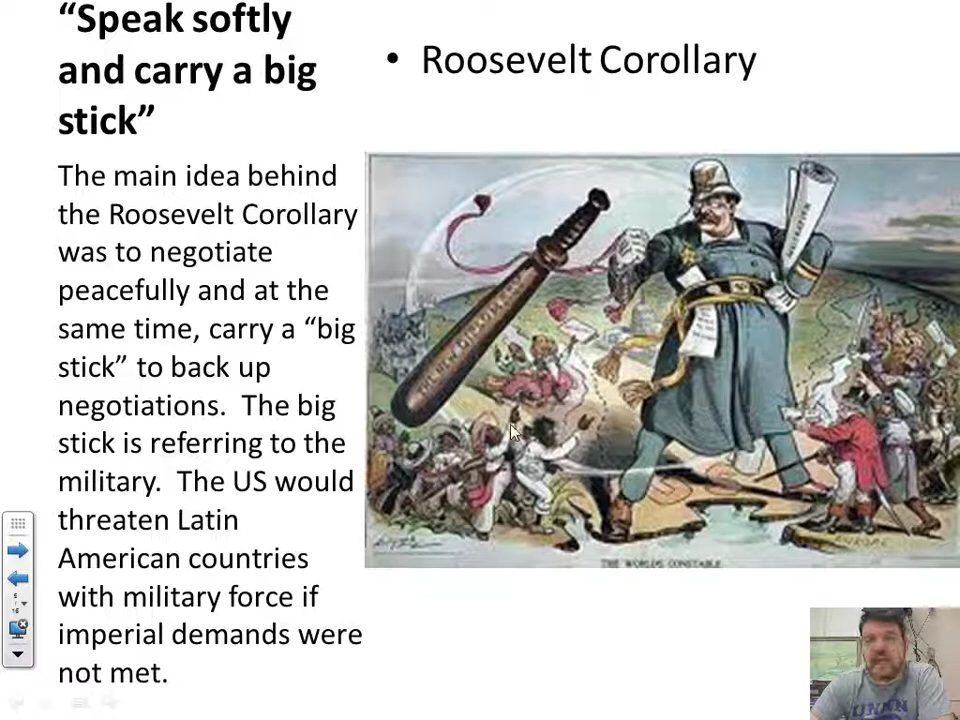 “Speak softly
and carry a big
stick”
• Roosevelt Corollary
The main idea behind
the Roosevelt Corollary
was to negotiate
peacefully and at the
same time, carry a “big
stick” to back up
negotiations. The big
stick is referring to the
military. The US would
threaten Latin
American countries
with military force if
imperial demands were
not met.
THE WORLDS CONSTABLE
EUROPE